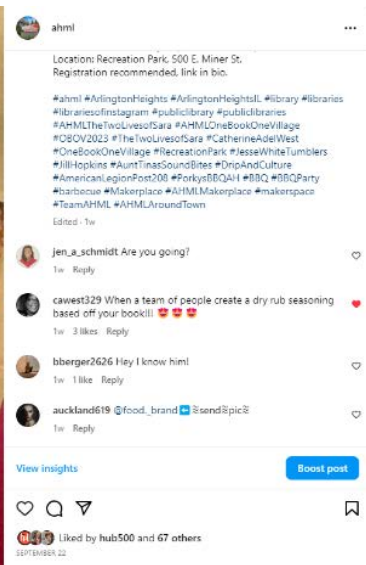 ahml
Location: Recreation Park, 500 E. Miner St.
Registration recommended, link in bio.
#ahml #ArlingtonHeights #ArlingtonHeightsIL #library #libraries
#librariesofinstagram #publiclibrary #publiclibraries
#AHMLTheTwoLivesofSara #AHMLOneBookOneVillage
#OBOV2023 #TheTwoLivesofSara #CatherineAdelWest
#OneBookOneVillage #RecreationPark #JesseWhiteTumblers
#JillHopkins #AuntTinasSoundBites #DripAndCulture
#AmericanLegionPost208 #PorkysBBQAH #BBQ #BBQParty
#barbecue #Makerplace #AHMLMakerplace #makerspace
#TeamAHML #AHMLAroundTown
Edited · 1w
jen_a_schmidt Are you going?
1w Reply
cawest329 When a team of people create a dry rub seasoning
based off your book!!! 😍😍😍
1w 3 likes Reply
bberger2626 Hey I know him!
1w 1 like Reply
auckland619 @food._brand⬅️ send pic
1w Reply
View insights
Boost post
Liked by hub500 and 67 others
SEPTEMBER 22